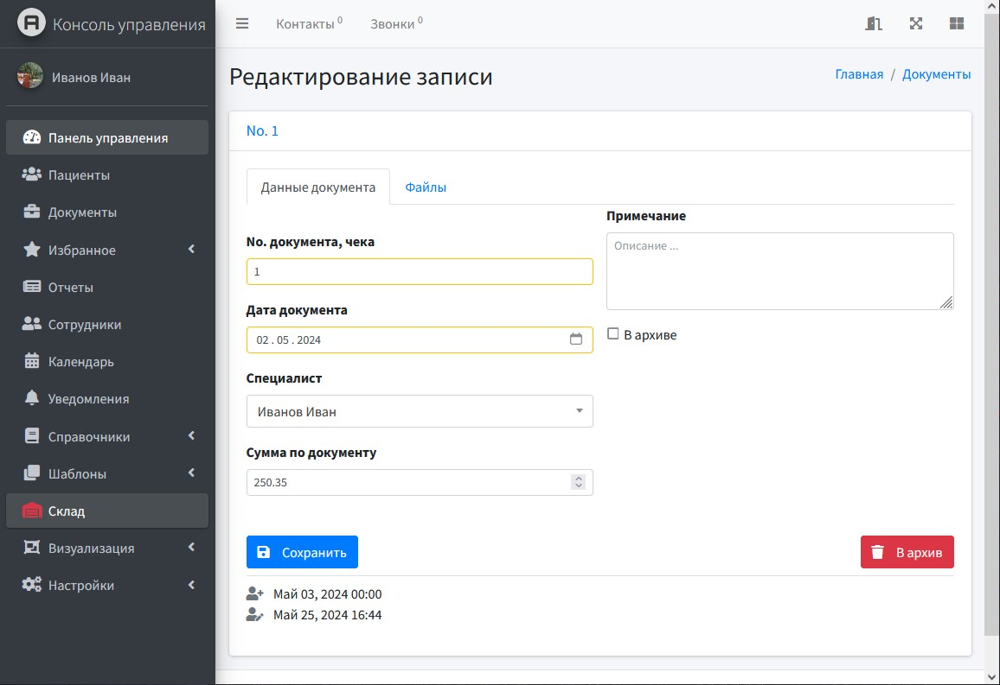 Консоль управления
Иванов Иван
Панель управления
Пациенты
Документы
Избранное
Отчеты
Сотрудники
Календарь
Уведомления
Справочники
Шаблоны
Склад
Визуализация
Настройки
Контакты 0 Звонки 0
Редактирование записи
Главная / Документы
No. 1
Данные документа Файлы
No. документа, чека
1
Дата документа
02 . 05 . 2024
Специалист
Иванов Иван
Сумма по документу
250.35
Примечание
Описание ...
В архиве
Сохранить
В архив
Май 03, 2024 00:00
Май 25, 2024 16:44